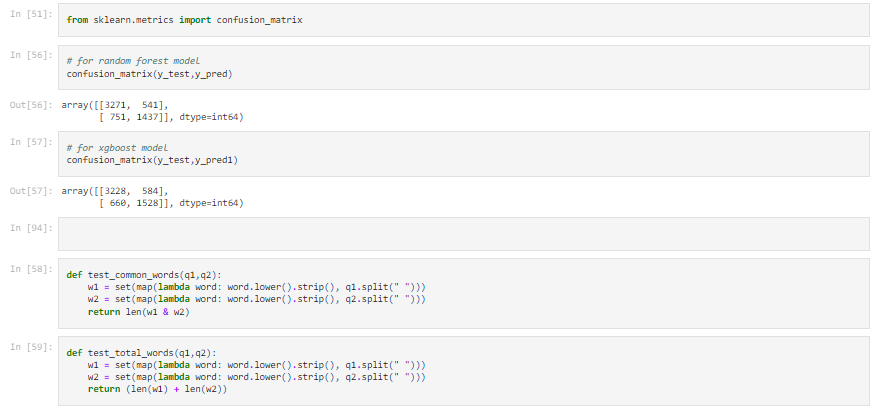 In [51]:
from sklearn.metrics import confusion_matrix
In [56]:
# for random forest model
confusion_matrix(y_test,y_pred)
Out[56]:
array([[3271,  541],
       [ 751, 1437]], dtype=int64)
In [57]:
# for xgboost model
confusion_matrix(y_test,y_pred1)
Out[57]:
array([[3228,  584],
       [ 660, 1528]], dtype=int64)
In [94]:
In [58]:
def test_common_words(q1,q2):
    w1 = set(map(lambda word: word.lower().strip(), q1.split(" ")))
    w2 = set(map(lambda word: word.lower().strip(), q2.split(" ")))
    return len(w1 & w2)
In [59]:
def test_total_words(q1,q2):
    w1 = set(map(lambda word: word.lower().strip(), q1.split(" ")))
    w2 = set(map(lambda word: word.lower().strip(), q2.split(" ")))
    return (len(w1) + len(w2))